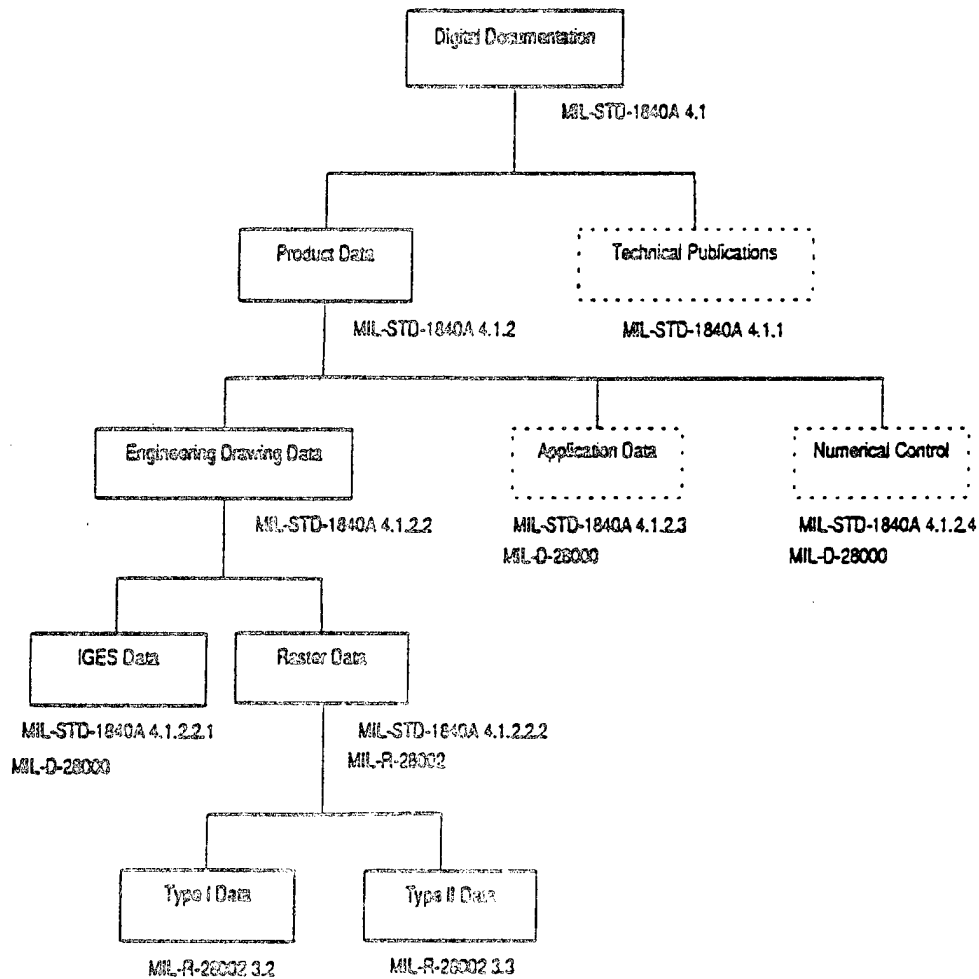 Digital Documentation
MIL-STD-1840A 4.1
Product Data
Technical Publications
MIL-STD-1840A 4.1.2
MIL-STD-1840A 4.1.1
Engineering Drawing Data
Application Data
Numerical Control
MIL-STD-1840A 4.1.2.2
MIL-STD-1840A 4.1.2.3
MIL-D-28000
MIL-STD-1840A 4.1.2.4
MIL-D-28000
IGES Data
Raster Data
MIL-STD-1840A 4.1.2.2.1
MIL-D-28000
MIL-STD-1840A 4.1.2.2.2
MIL-R-28002
Type I Data
Type II Data
MIL-R-28002 3.2
MIL-R-28002 3.3